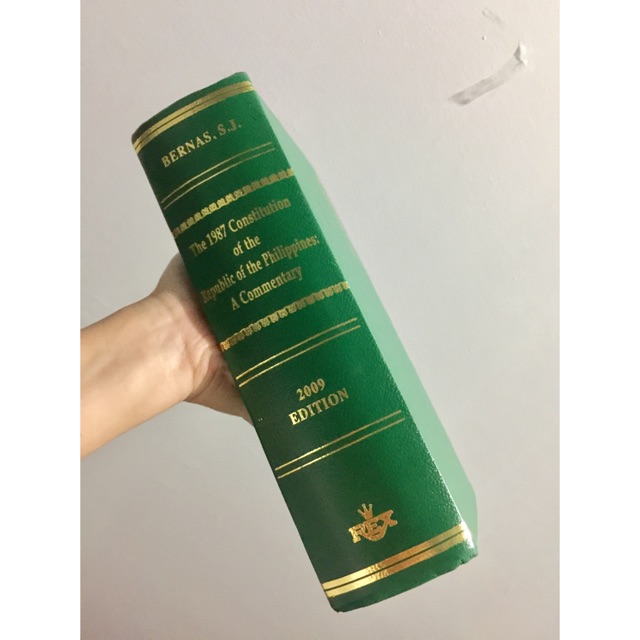 BERNAS, S.J.
The 1987 Constitution
of the
Republic of the Philippines:
A Commentary
2009
EDITION
REX